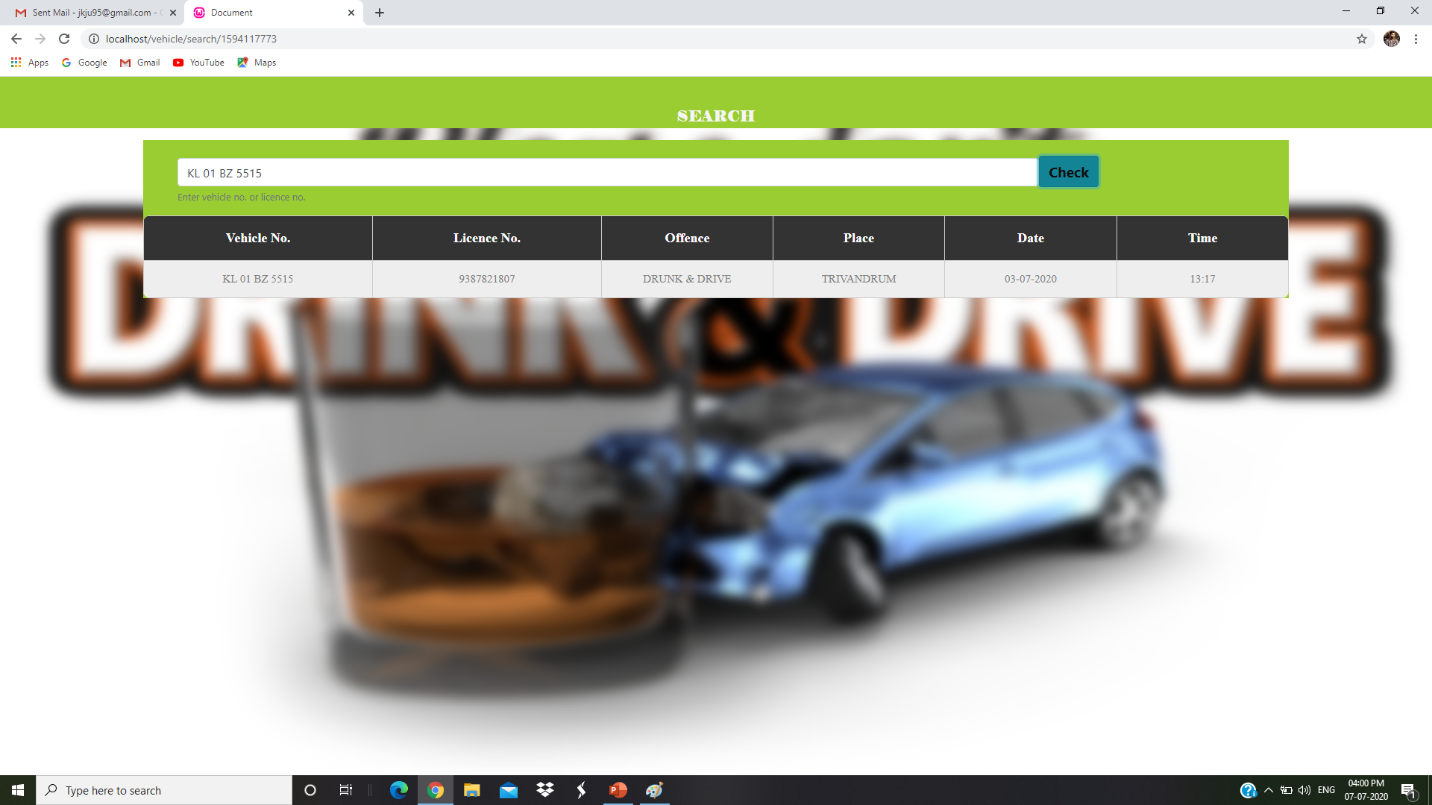 Sent Mail - jkju95@gmail.com -
Document
localhost/vehicle/search/1594117773
Apps Google Gmail YouTube Maps
SEARCH
KL 01 BZ 5515 Check
Enter vehicle no. or licence no.
Vehicle No. Licence No. Offence Place Date Time
KL 01 BZ 5515 9387821807 DRUNK & DRIVE TRIVANDRUM 03-07-2020 13:17
DRINK & DRIVE
Type here to search
ENG
04:00 PM
07-07-2020
1